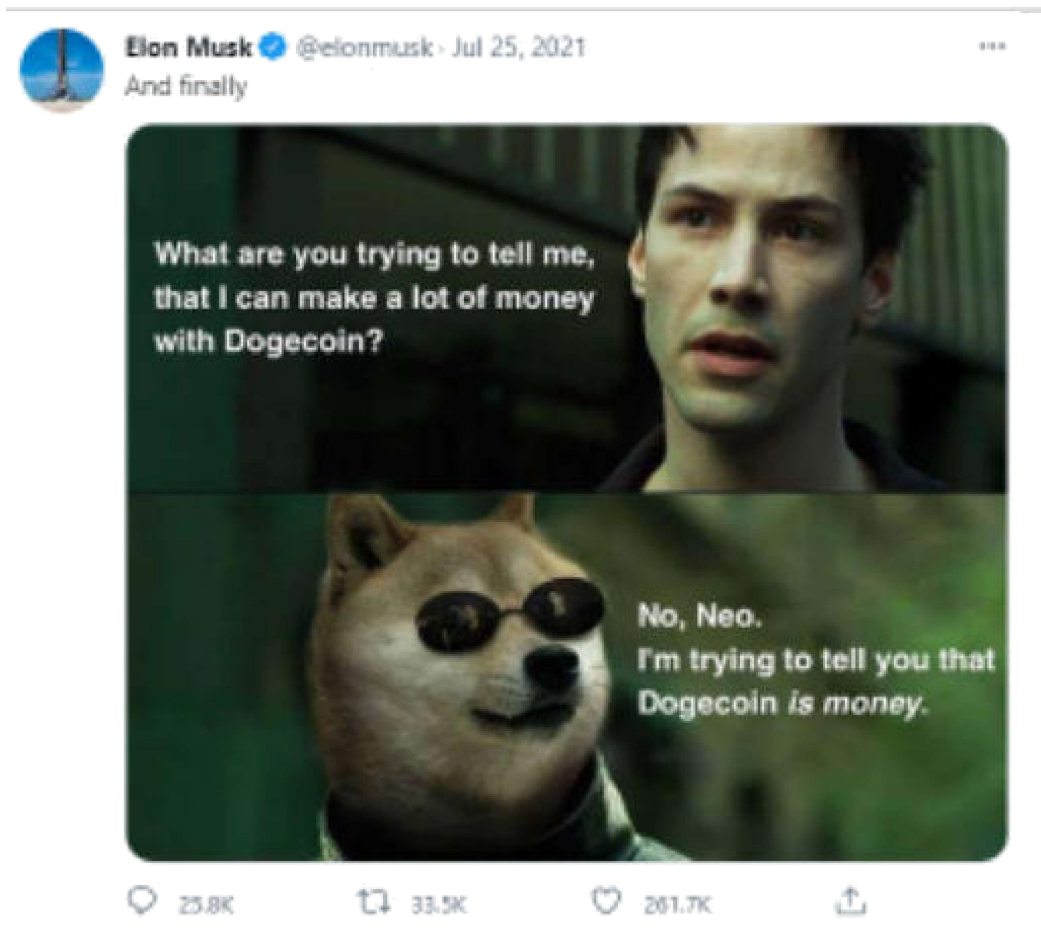 Elon Musk @elonmusk · Jul 25, 2021
And finally
What are you trying to tell me,
that I can make a lot of money
with Dogecoin?
No, Neo.
I'm trying to tell you that
Dogecoin is money.
25.8K 33.5K 261.7K